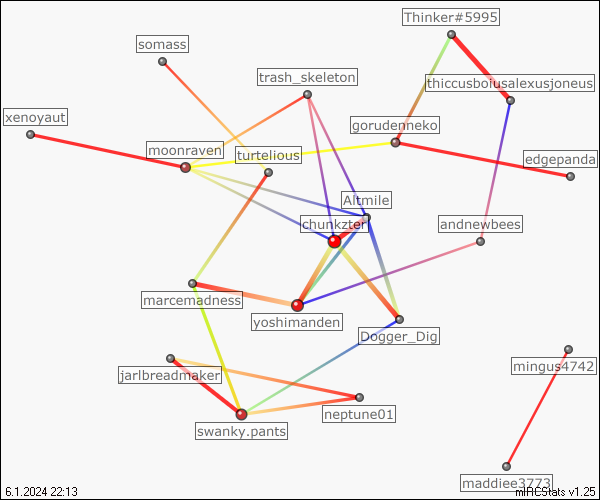 Thinker#5995
somass
trash_skeleton
thiccusboiusalexusjoneus
xenoyaut
gorudenneko
moonraven
turtelious
edgepanda
Altmile
chunkzter
andnewbees
marcemadness
yoshimanden
Dogger_Dig
mingus4742
jarlbreadmaker
neptune01
swanky.pants
maddiee3773
6.1.2024 22:13
mIRCStats v1.25